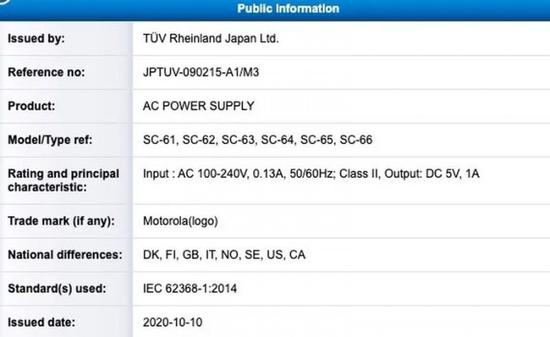 Public Information
Issued by: TÜV Rheinland Japan Ltd.
Reference no: JPTUV-090215-A1/M3
Product: AC POWER SUPPLY
Model/Type ref: SC-61, SC-62, SC-63, SC-64, SC-65, SC-66
Rating and principal characteristic: Input : AC 100-240V, 0.13A, 50/60Hz; Class II, Output: DC 5V, 1A
Trade mark (if any): Motorola(logo)
National differences: DK, FI, GB, IT, NO, SE, US, CA
Standard(s) used: IEC 62368-1:2014
Issued date: 2020-10-10